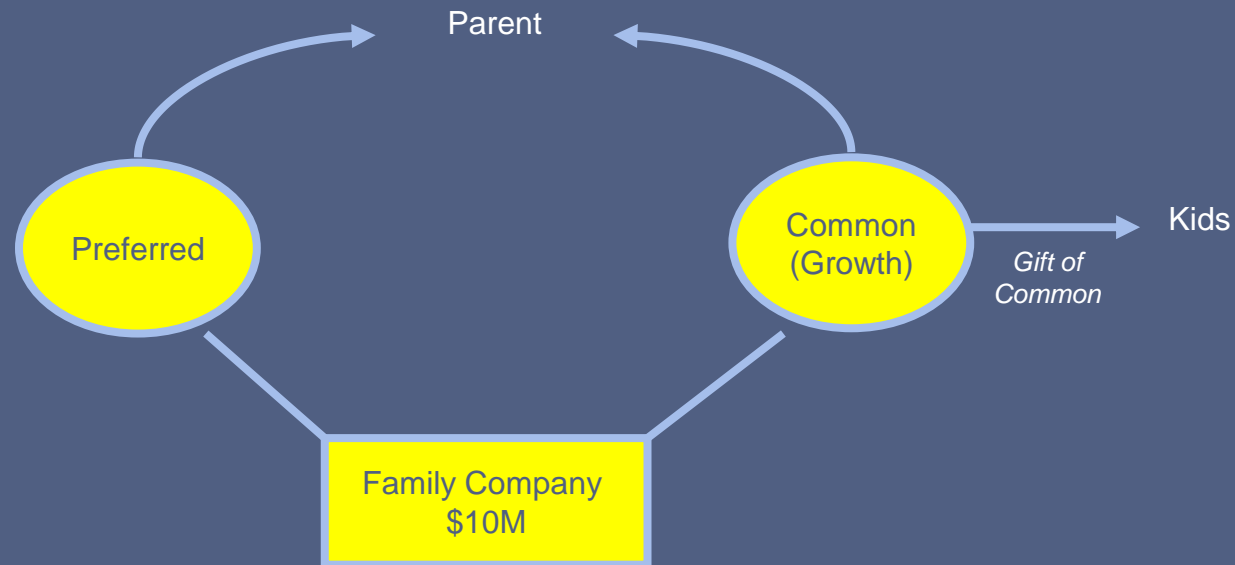 Parent
Preferred
Common
(Growth)
Kids
Gift of
Common
Family Company
$10M